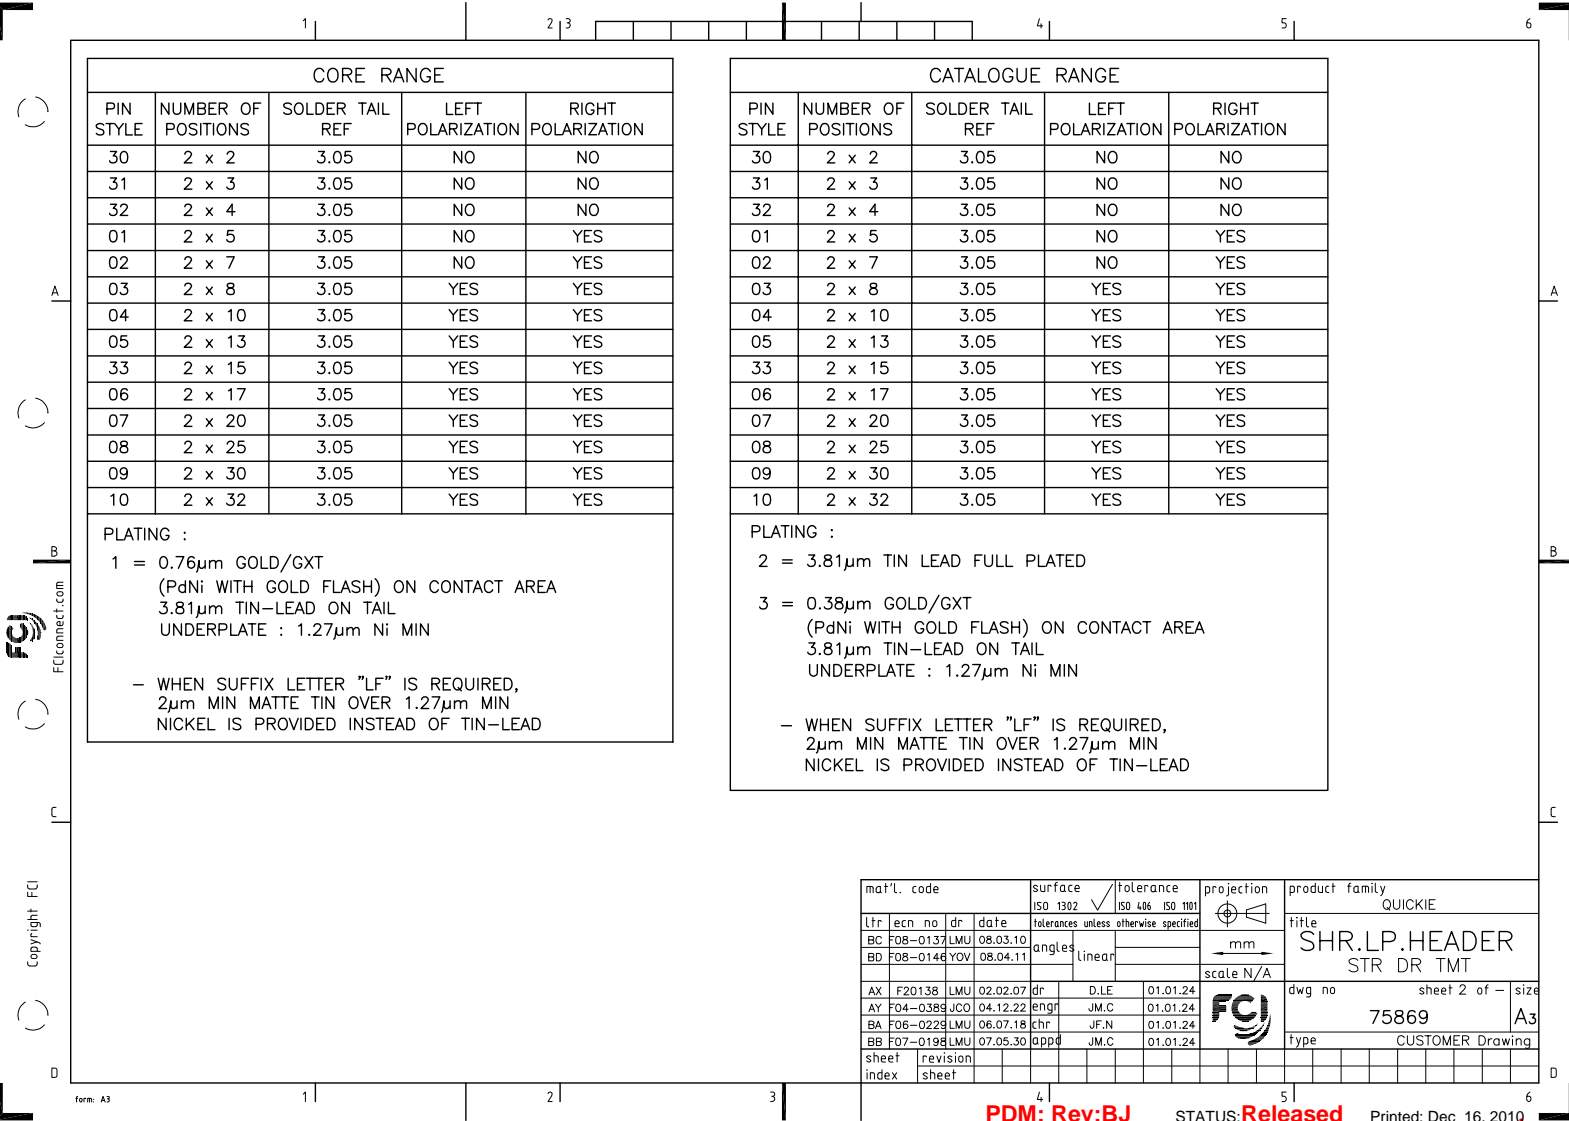 1 2 3 4 5 6
CORE RANGE
PIN STYLE NUMBER OF POSITIONS SOLDER TAIL REF LEFT POLARIZATION RIGHT POLARIZATION
30 2 x 2 3.05 NO NO
31 2 x 3 3.05 NO NO
32 2 x 4 3.05 NO NO
01 2 x 5 3.05 NO YES
02 2 x 7 3.05 NO YES
03 2 x 8 3.05 YES YES
04 2 x 10 3.05 YES YES
05 2 x 13 3.05 YES YES
33 2 x 15 3.05 YES YES
06 2 x 17 3.05 YES YES
07 2 x 20 3.05 YES YES
08 2 x 25 3.05 YES YES
09 2 x 30 3.05 YES YES
10 2 x 32 3.05 YES YES
PLATING :
1 = 0.76µm GOLD/GXT
(PdNi WITH GOLD FLASH) ON CONTACT AREA
3.81µm TIN-LEAD ON TAIL
UNDERPLATE : 1.27µm Ni MIN
- WHEN SUFFIX LETTER "LF" IS REQUIRED,
2µm MIN MATTE TIN OVER 1.27µm MIN
NICKEL IS PROVIDED INSTEAD OF TIN-LEAD
CATALOGUE RANGE
PIN STYLE NUMBER OF POSITIONS SOLDER TAIL REF LEFT POLARIZATION RIGHT POLARIZATION
30 2 x 2 3.05 NO NO
31 2 x 3 3.05 NO NO
32 2 x 4 3.05 NO NO
01 2 x 5 3.05 NO YES
02 2 x 7 3.05 NO YES
03 2 x 8 3.05 YES YES
04 2 x 10 3.05 YES YES
05 2 x 13 3.05 YES YES
33 2 x 15 3.05 YES YES
06 2 x 17 3.05 YES YES
07 2 x 20 3.05 YES YES
08 2 x 25 3.05 YES YES
09 2 x 30 3.05 YES YES
10 2 x 32 3.05 YES YES
PLATING :
2 = 3.81µm TIN LEAD FULL PLATED
3 = 0.38µm GOLD/GXT
(PdNi WITH GOLD FLASH) ON CONTACT AREA
3.81µm TIN-LEAD ON TAIL
UNDERPLATE : 1.27µm Ni MIN
- WHEN SUFFIX LETTER "LF" IS REQUIRED,
2µm MIN MATTE TIN OVER 1.27µm MIN
NICKEL IS PROVIDED INSTEAD OF TIN-LEAD
A A
B B
C C
D D
FCI
FCIconnect.com
Copyright FCI
mat'l. code
surface
ISO 1302
tolerance
ISO 406 ISO 1101
projection
product family
QUICKIE
ltr ecn no dr date
tolerances unless otherwise specified
title
SHR.LP.HEADER
STR DR TMT
BC F08-0137 LMU 08.03.10
BD F08-0146 YOV 08.04.11
angles
linear
mm
scale N/A
AX F20138 LMU 02.02.07 dr D.LE 01.01.24
AY F04-0389 JCO 04.12.22 engr JM.C 01.01.24
BA F06-0229 LMU 06.07.18 chr JF.N 01.01.24
BB F07-0198 LMU 07.05.30 appd JM.C 01.01.24
FCI
dwg no sheet 2 of - size
75869 A3
type CUSTOMER Drawing
sheet index revision sheet
form: A3
1 2 3 4 5 6
PDM: Rev:BJ STATUS:Released Printed: Dec 16, 2010